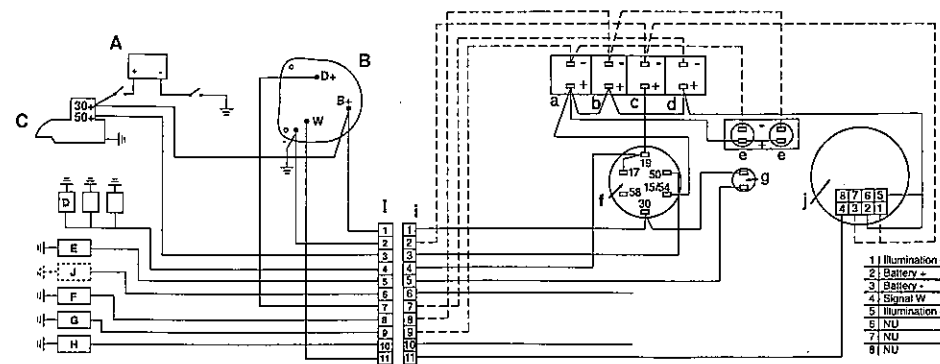 A
+ -
B
D+
B+
W
C
30+
50+
D
E
J
F
G
H
I
1
2
3
4
5
6
7
8
9
10
11
i
1
2
3
4
5
6
7
8
9
10
11
- - - -
+ + + +
a b c d
- +
e e
f
19
17
50
15/54
58
30
g
j
8 7 6 5
4 3 2 1
1 Illumination
2 Battery +
3 Battery -
4 Signal W
5 Illumination
6 NU
7 NU
8 NU